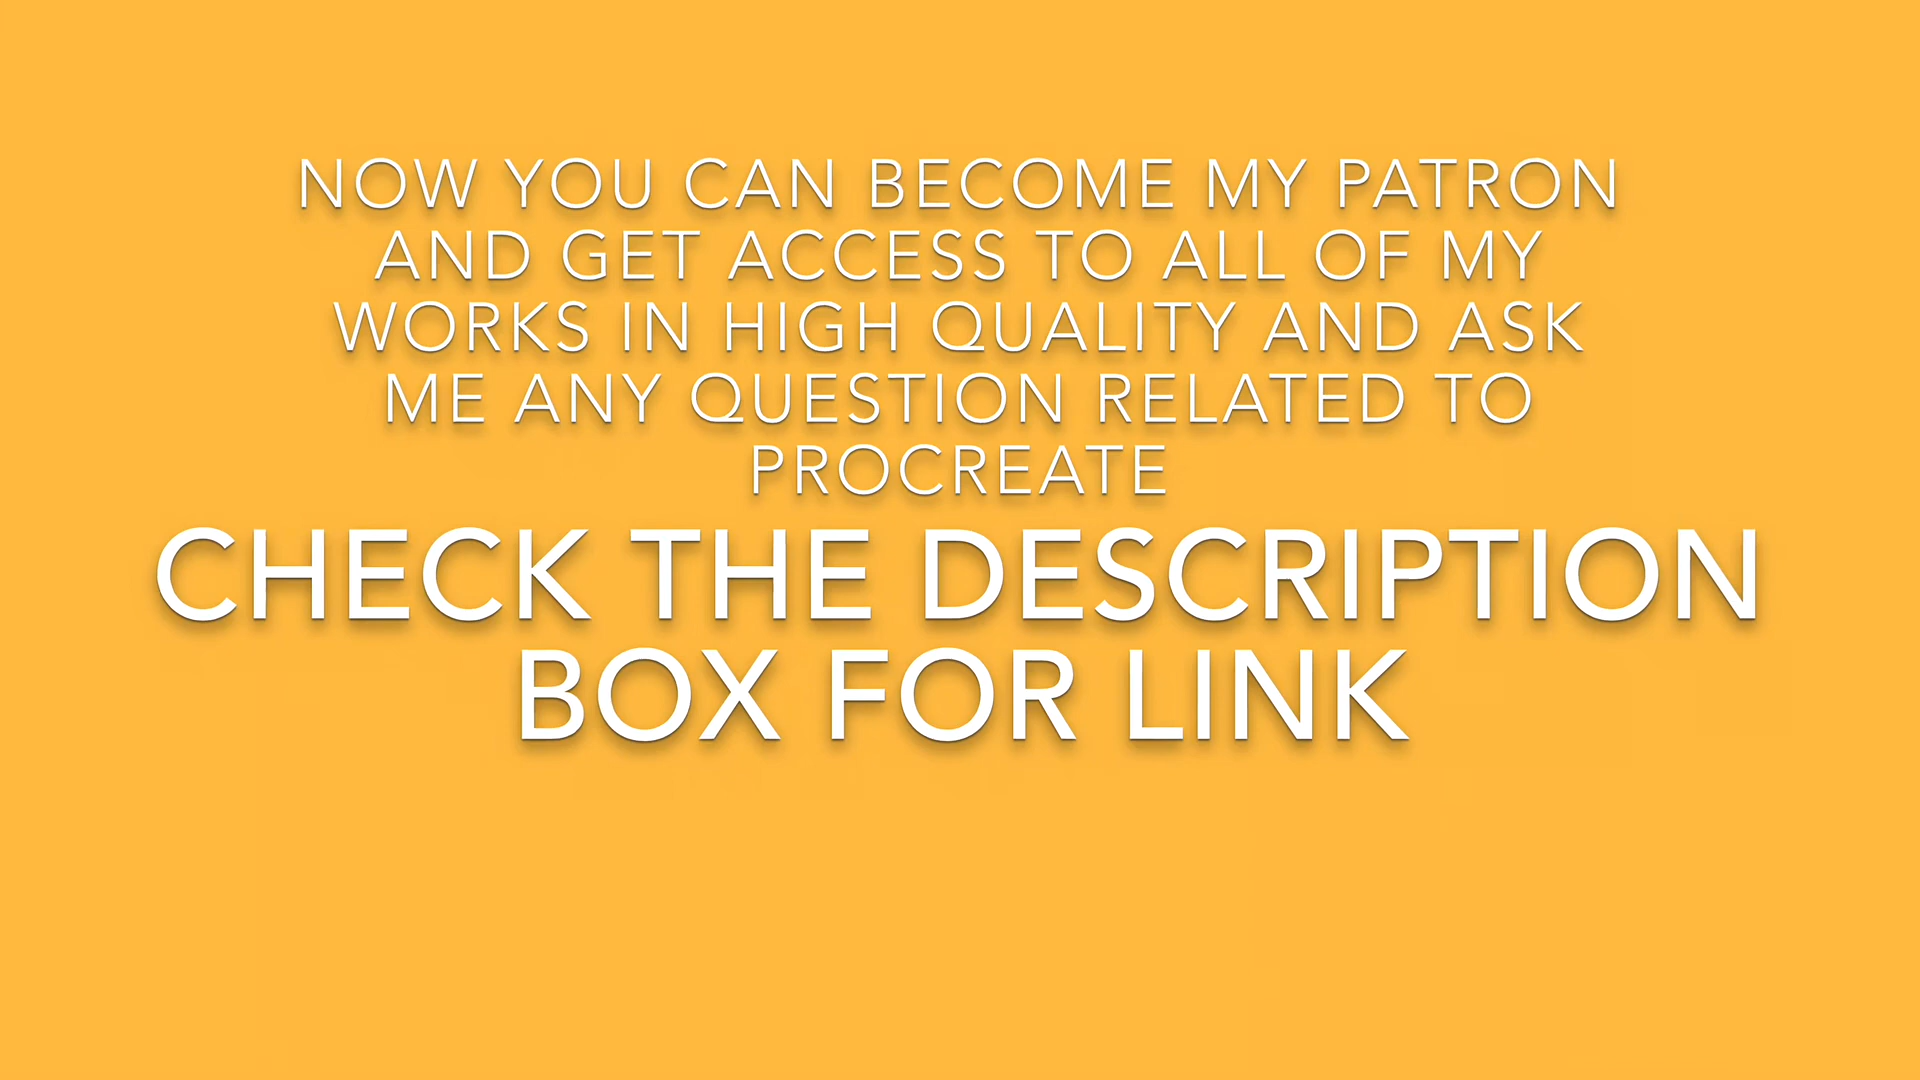 NOW YOU CAN BECOME MY PATRON
AND GET ACCESS TO ALL OF MY
WORKS IN HIGH QUALITY AND ASK
ME ANY QUESTION RELATED TO
PROCREATE
CHECK THE DESCRIPTION
BOX FOR LINK